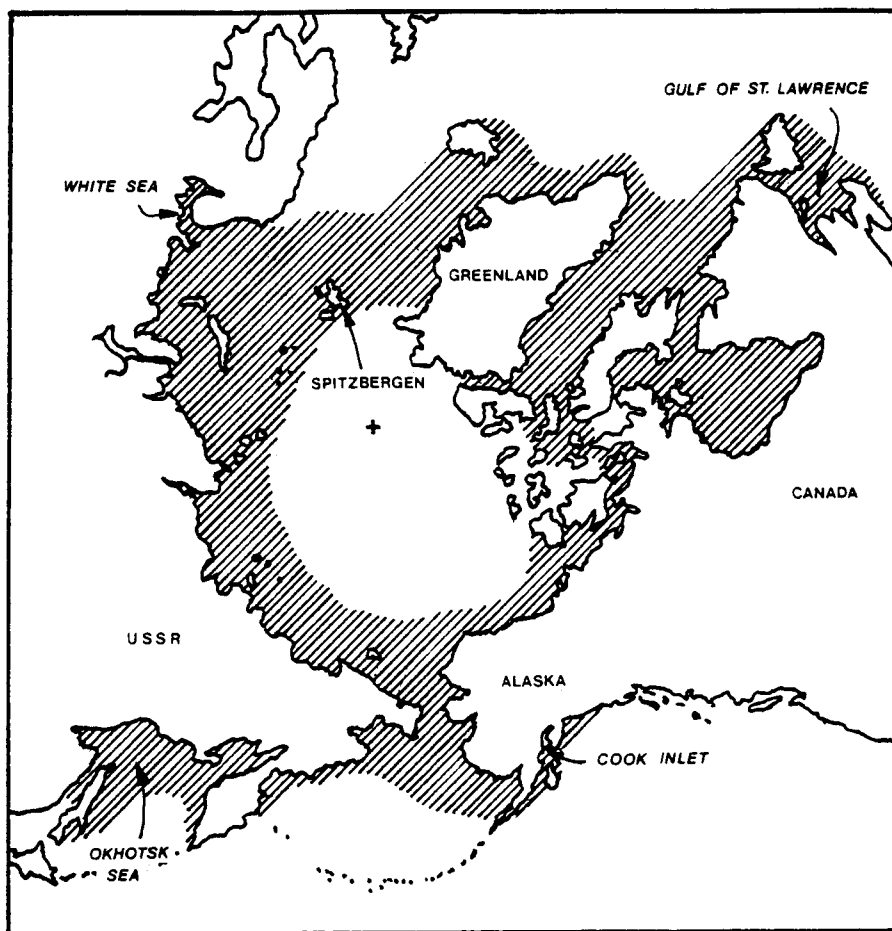 GULF OF ST. LAWRENCE
WHITE SEA
GREENLAND
SPITZBERGEN
CANADA
USSR
ALASKA
COOK INLET
OKHOTSK
SEA